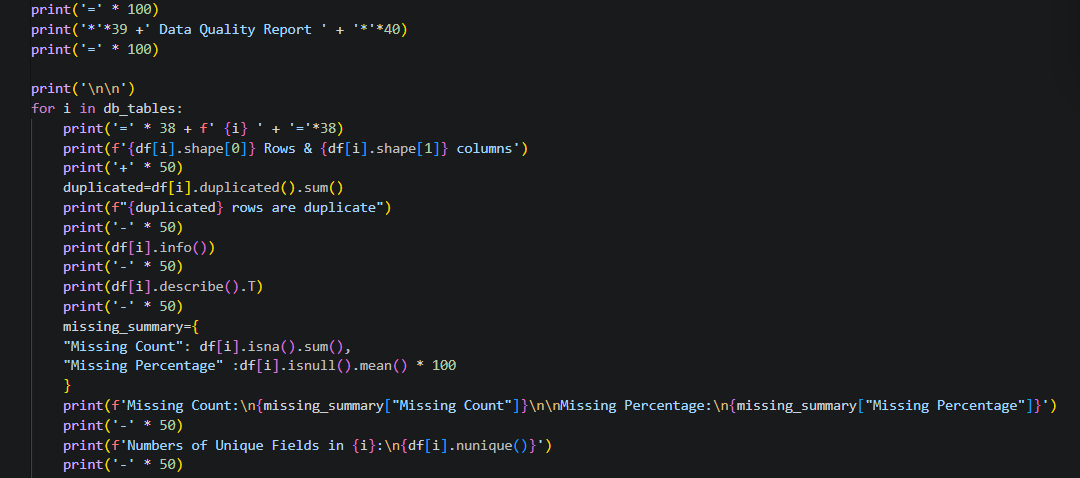 print('=' * 100)
print('*'*39 +' Data Quality Report ' + '*'*40)
print('=' * 100)
print('\n\n')
for i in db_tables:
print('=' * 38 + f' {i} ' + '='*38)
print(f'{df[i].shape[0]} Rows & {df[i].shape[1]} columns')
print('+' * 50)
duplicated=df[i].duplicated().sum()
print(f"{duplicated} rows are duplicate")
print('-' * 50)
print(df[i].info())
print('-' * 50)
print(df[i].describe().T)
print('-' * 50)
missing_summary={
"Missing Count": df[i].isna().sum(),
"Missing Percentage" :df[i].isnull().mean() * 100
}
print(f'Missing Count:\n{missing_summary["Missing Count"]}\n\nMissing Percentage:\n{missing_summary["Missing Percentage"]}')
print('-' * 50)
print(f'Numbers of Unique Fields in {i}:\n{df[i].nunique()}')
print('-' * 50)